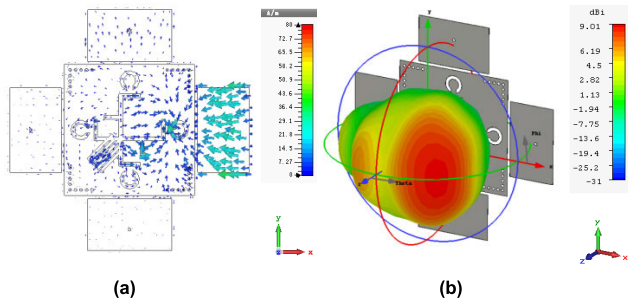 A/m
80
72.7
65.5
58.2
50.9
43.6
36.4
29.1
21.8
14.5
7.27
0
y
x
(a)
y
x
z
Phi
Theta
y
x
z
(b)
dBi
9.01
6.19
4.5
2.82
1.13
-1.94
-7.75
-13.6
-19.4
-25.2
-31